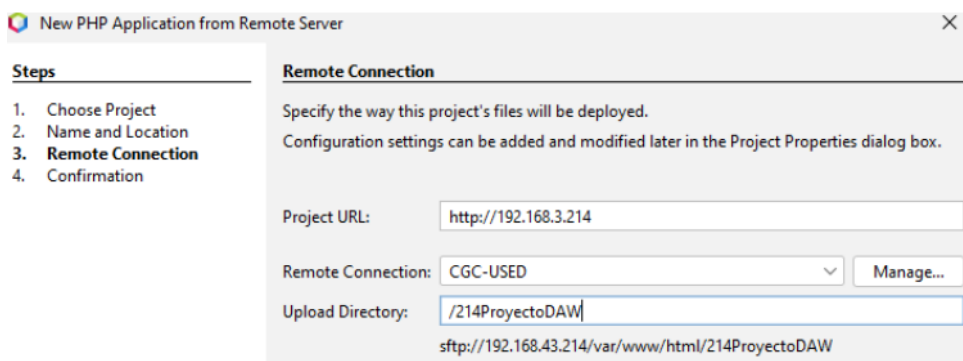 New PHP Application from Remote Server
Steps
1. Choose Project
2. Name and Location
3. Remote Connection
4. Confirmation
Remote Connection
Specify the way this project's files will be deployed.
Configuration settings can be added and modified later in the Project Properties dialog box.
Project URL: http://192.168.3.214
Remote Connection: CGC-USED Manage...
Upload Directory: /214ProyectoDAW
sftp://192.168.43.214/var/www/html/214ProyectoDAW